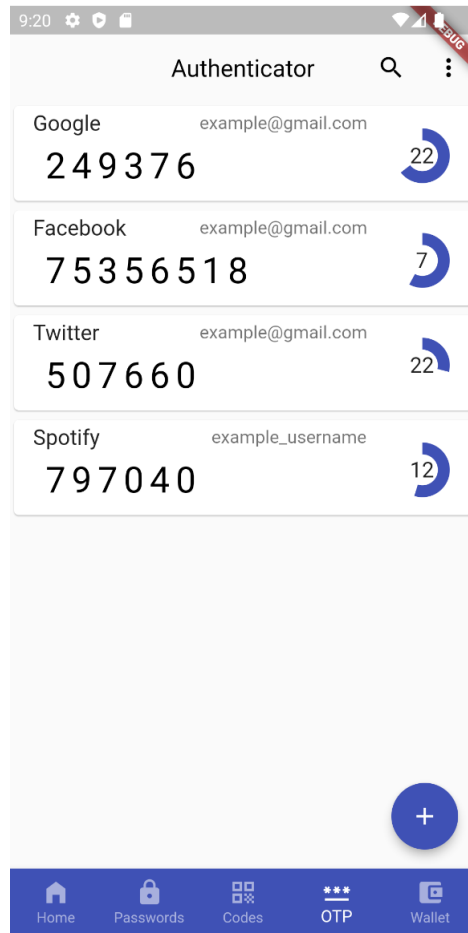 9:20
DEBUG
Authenticator
Google example@gmail.com
249376 22
Facebook example@gmail.com
75356518 7
Twitter example@gmail.com
507660 22
Spotify example_username
797040 12
+
***
Home Passwords Codes OTP Wallet